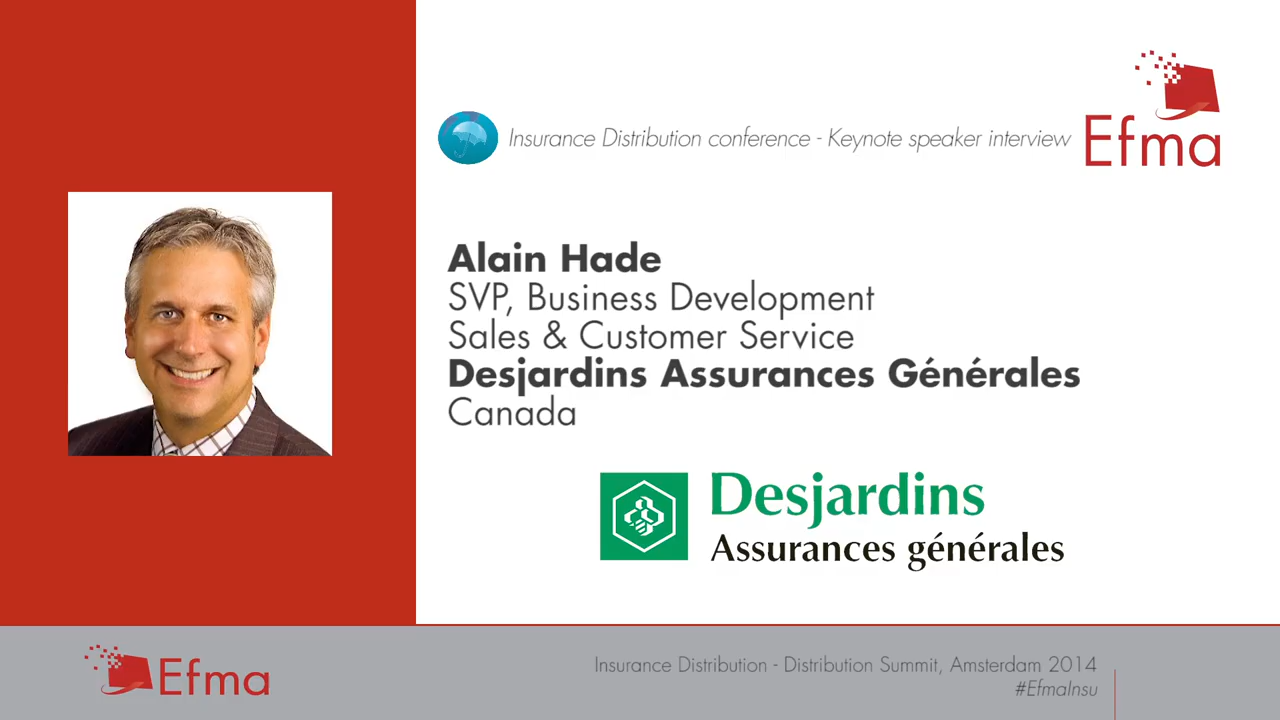 Insurance Distribution conference - Keynote speaker interview
Efma
Alain Hade
SVP, Business Development
Sales & Customer Service
Desjardins Assurances Générales
Canada
Desjardins
Assurances générales
Efma
Insurance Distribution - Distribution Summit, Amsterdam 2014
#EfmaInsu